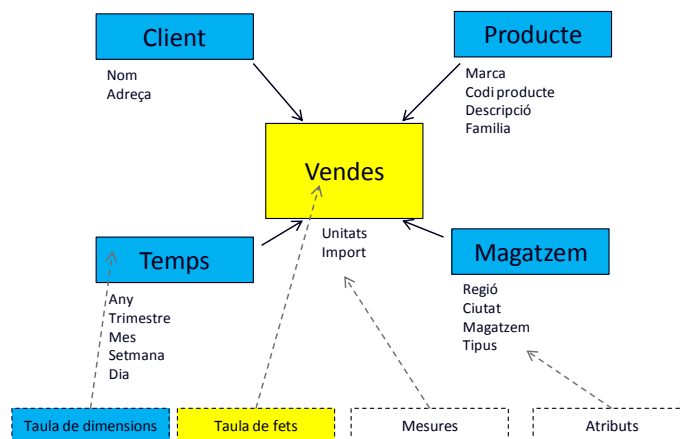 Client
Nom
Adreça
Producte
Marca
Codi producte
Descripció
Familia
Vendes
Unitats
Import
Temps
Any
Trimestre
Mes
Setmana
Dia
Magatzem
Regió
Ciutat
Magatzem
Tipus
Taula de dimensions
Taula de fets
Mesures
Atributs